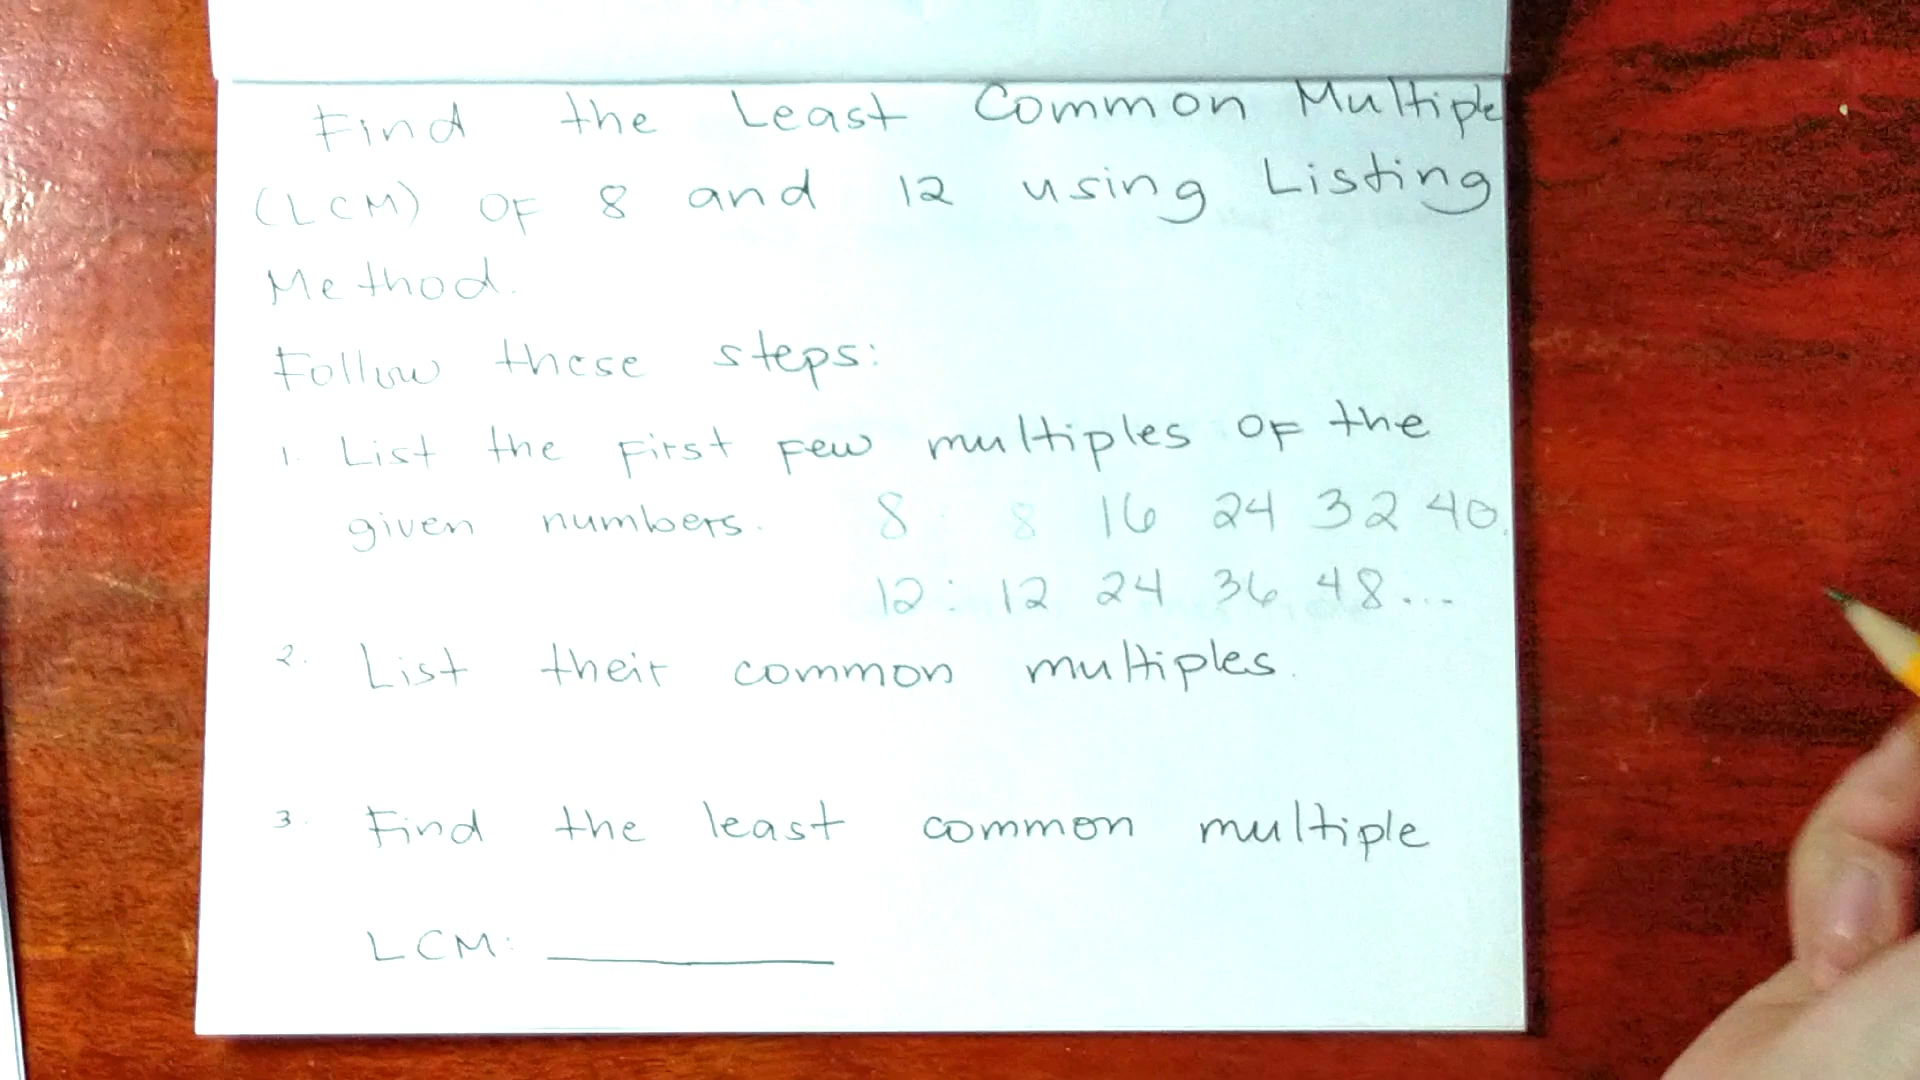 Find the Least Common Multiple
(LCM) of 8 and 12 using Listing
Method.
Follow these steps:
1. List the first few multiples of the
given numbers. 8: 8 16 24 32 40.
12: 12 24 36 48...
2. List their common multiples.
3. Find the least common multiple
LCM: __________